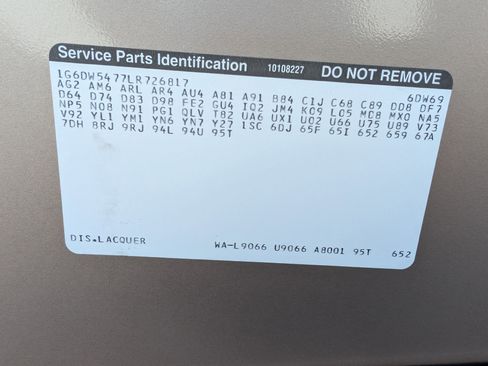 Service Parts Identification 10108227 DO NOT REMOVE
1G6DW5477LR726817 6DW69
AG2 AM6 ARL AR4 AU4 A81 A91 B84 C1J C68 C89 DD8 DF7
D64 D74 D83 D98 FE2 GU4 IQ2 JM4 K09 L05 MD8 MX0 NA5
NP5 N08 N91 PG1 QLV T82 UA6 UX1 U02 U66 U75 U89 V73
V92 YL1 YM1 YN6 YN7 Y27 1SC 6DJ 65F 65I 652 659 67A
7DH 8RJ 9RJ 94L 94U 95T
DIS.LACQUER WA-L9066 U9066 A8001 95T 652